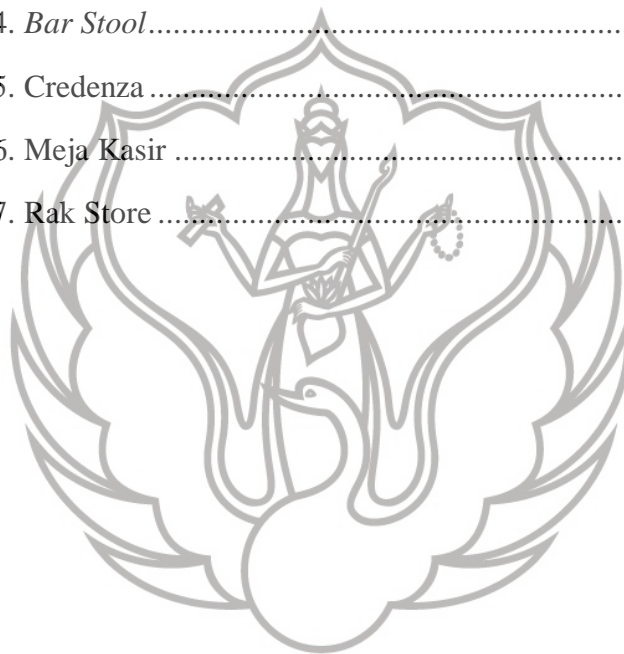 4. Bar Stool................................................................
5. Credenza................................................................
6. Meja Kasir.............................................................
7. Rak Store...............................................................